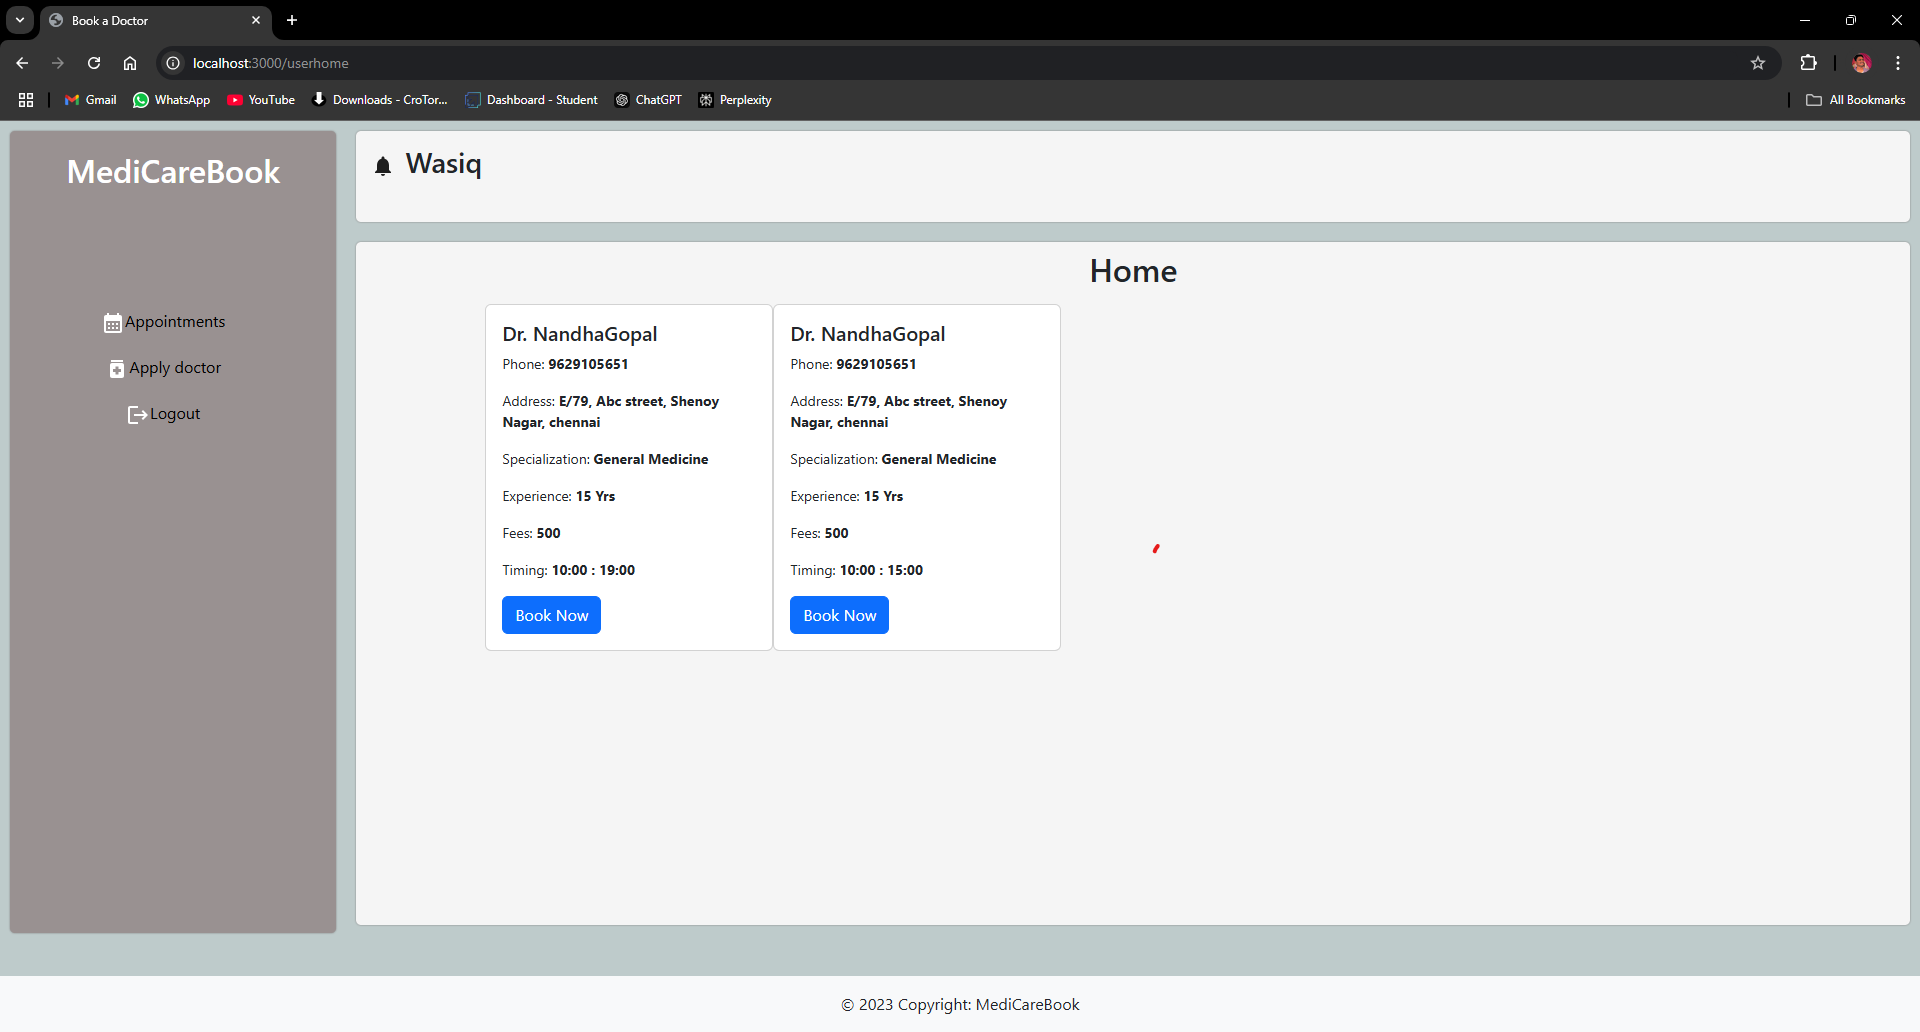 Book a Doctor
localhost:3000/userhome
Gmail
WhatsApp
YouTube
Downloads - CroTor...
Dashboard - Student
ChatGPT
Perplexity
All Bookmarks
MediCareBook
Appointments
Apply doctor
Logout
Wasiq
Home
Dr. NandhaGopal
Phone: 9629105651
Address: E/79, Abc street, Shenoy
Nagar, chennai
Specialization: General Medicine
Experience: 15 Yrs
Fees: 500
Timing: 10:00 : 19:00
Book Now
Dr. NandhaGopal
Phone: 9629105651
Address: E/79, Abc street, Shenoy
Nagar, chennai
Specialization: General Medicine
Experience: 15 Yrs
Fees: 500
Timing: 10:00 : 15:00
Book Now
© 2023 Copyright: MediCareBook